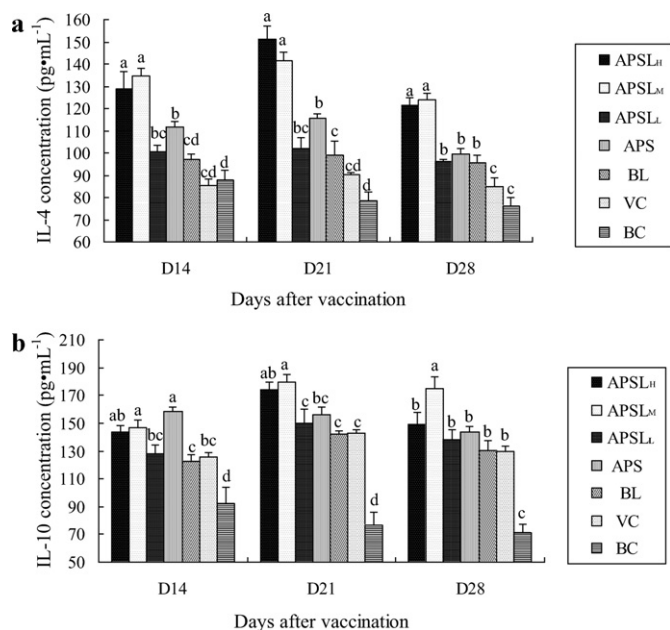 a
IL-4 concentration (pg•mL⁻¹)
160
150
140
130
120
110
100
90
80
70
60
a a bc b cd cd d
a a bc b c cd d
a a b b b c c
D14 D21 D28
Days after vaccination
APSLH
APSLM
APSLL
APS
BL
VC
BC
b
IL-10 concentration (pg•mL⁻¹)
210
190
170
150
130
110
90
70
50
ab a bc a c bc d
ab a c bc c c d
b a b b b b c
D14 D21 D28
Days after vaccination
APSLH
APSLM
APSLL
APS
BL
VC
BC